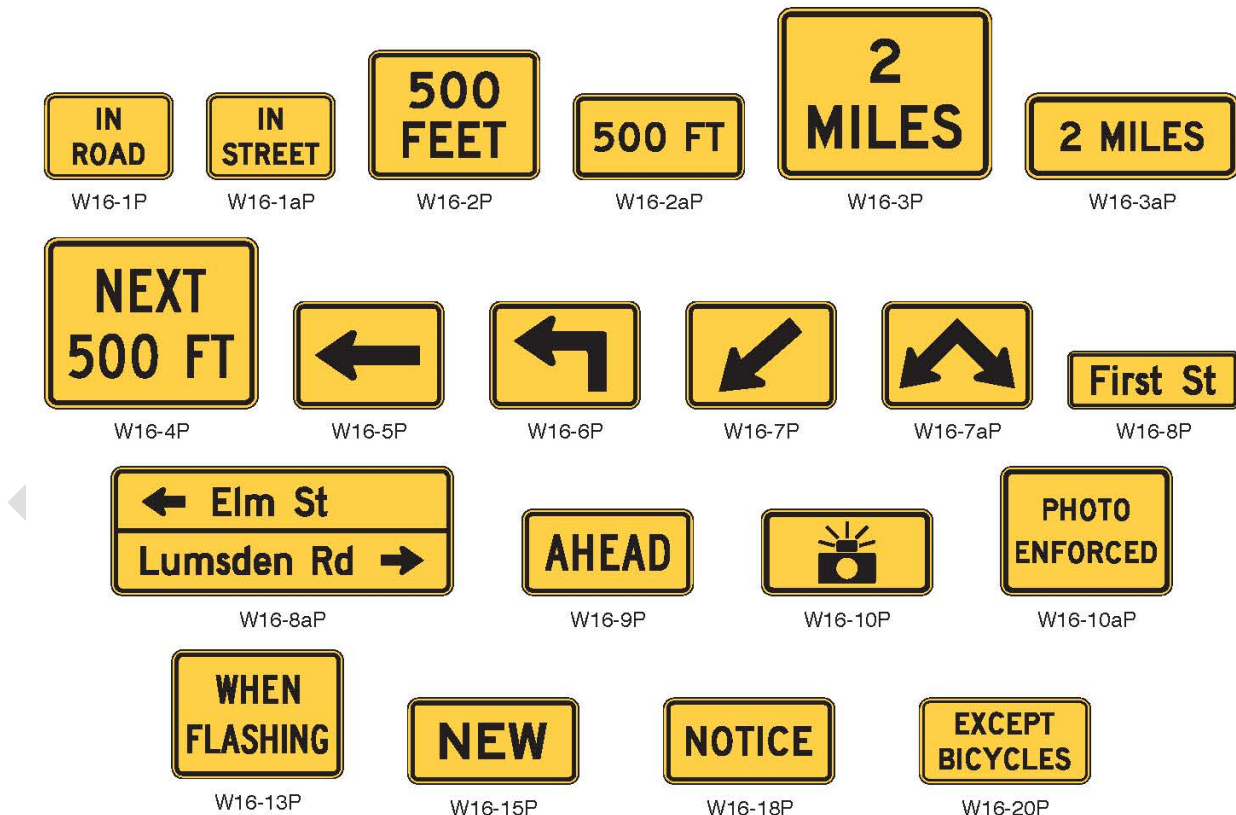 IN
ROAD
IN
STREET
500
FEET
500 FT
2
MILES
2 MILES
W16-1P
W16-1aP
W16-2P
W16-2aP
W16-3P
W16-3aP
NEXT
500 FT
First St
W16-4P
W16-5P
W16-6P
W16-7P
W16-7aP
W16-8P
Elm St
Lumsden Rd
AHEAD
PHOTO
ENFORCED
W16-8aP
W16-9P
W16-10P
W16-10aP
WHEN
FLASHING
NEW
NOTICE
EXCEPT
BICYCLES
W16-13P
W16-15P
W16-18P
W16-20P